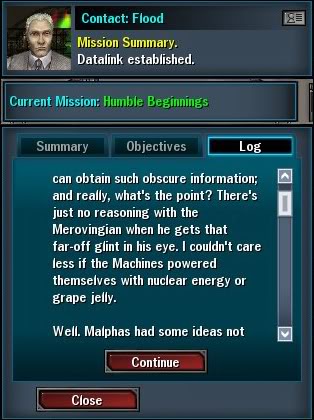 Contact: Flood
Mission Summary.
Datalink established.
Current Mission: Humble Beginnings
Summary
Objectives
Log
can obtain such obscure information;
and really, what's the point? There's
just no reasoning with the
Merovingian when he gets that
far-off glint in his eye. I couldn't care
less if the Machines powered
themselves with nuclear energy or
grape jelly.
Well. Malphas had some ideas not
Continue
Close